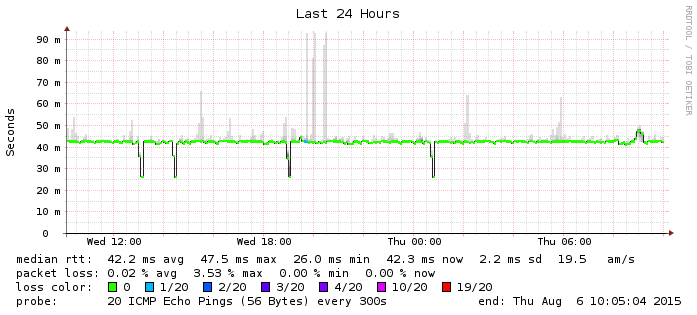 Last 24 Hours
RRDTOOL / TOBI OETIKER
Seconds
90 m
80 m
70 m
60 m
50 m
40 m
30 m
20 m
10 m
0
Wed 12:00 Wed 18:00 Thu 00:00 Thu 06:00
median rtt: 42.2 ms avg 47.5 ms max 26.0 ms min 42.3 ms now 2.2 ms sd 19.5 am/s
packet loss: 0.02 % avg 3.53 % max 0.00 % min 0.00 % now
loss color: 0 1/20 2/20 3/20 4/20 10/20 19/20
probe: 20 ICMP Echo Pings (56 Bytes) every 300s end: Thu Aug 6 10:05:04 2015